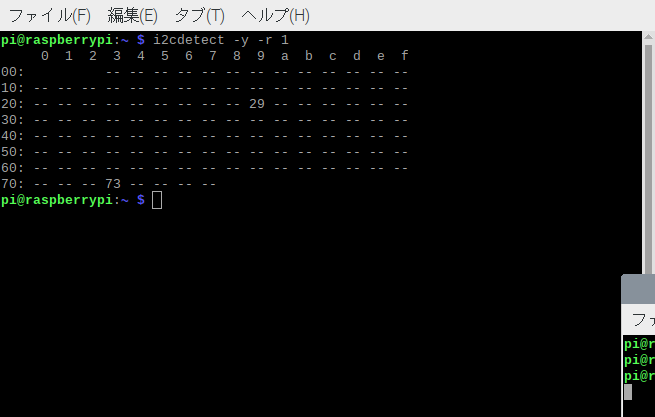 ファイル(F) 編集(E) タブ(T) ヘルプ(H)
pi@raspberrypi:~ $ i2cdetect -y -r 1
     0  1  2  3  4  5  6  7  8  9  a  b  c  d  e  f
00:          -- -- -- -- -- -- -- -- -- -- -- -- --
10: -- -- -- -- -- -- -- -- -- -- -- -- -- -- -- --
20: -- -- -- -- -- -- -- -- -- 29 -- -- -- -- -- --
30: -- -- -- -- -- -- -- -- -- -- -- -- -- -- -- --
40: -- -- -- -- -- -- -- -- -- -- -- -- -- -- -- --
50: -- -- -- -- -- -- -- -- -- -- -- -- -- -- -- --
60: -- -- -- -- -- -- -- -- -- -- -- -- -- -- -- --
70: -- -- -- 73 -- -- -- --
pi@raspberrypi:~ $
ファ
pi@r
pi@r
pi@r